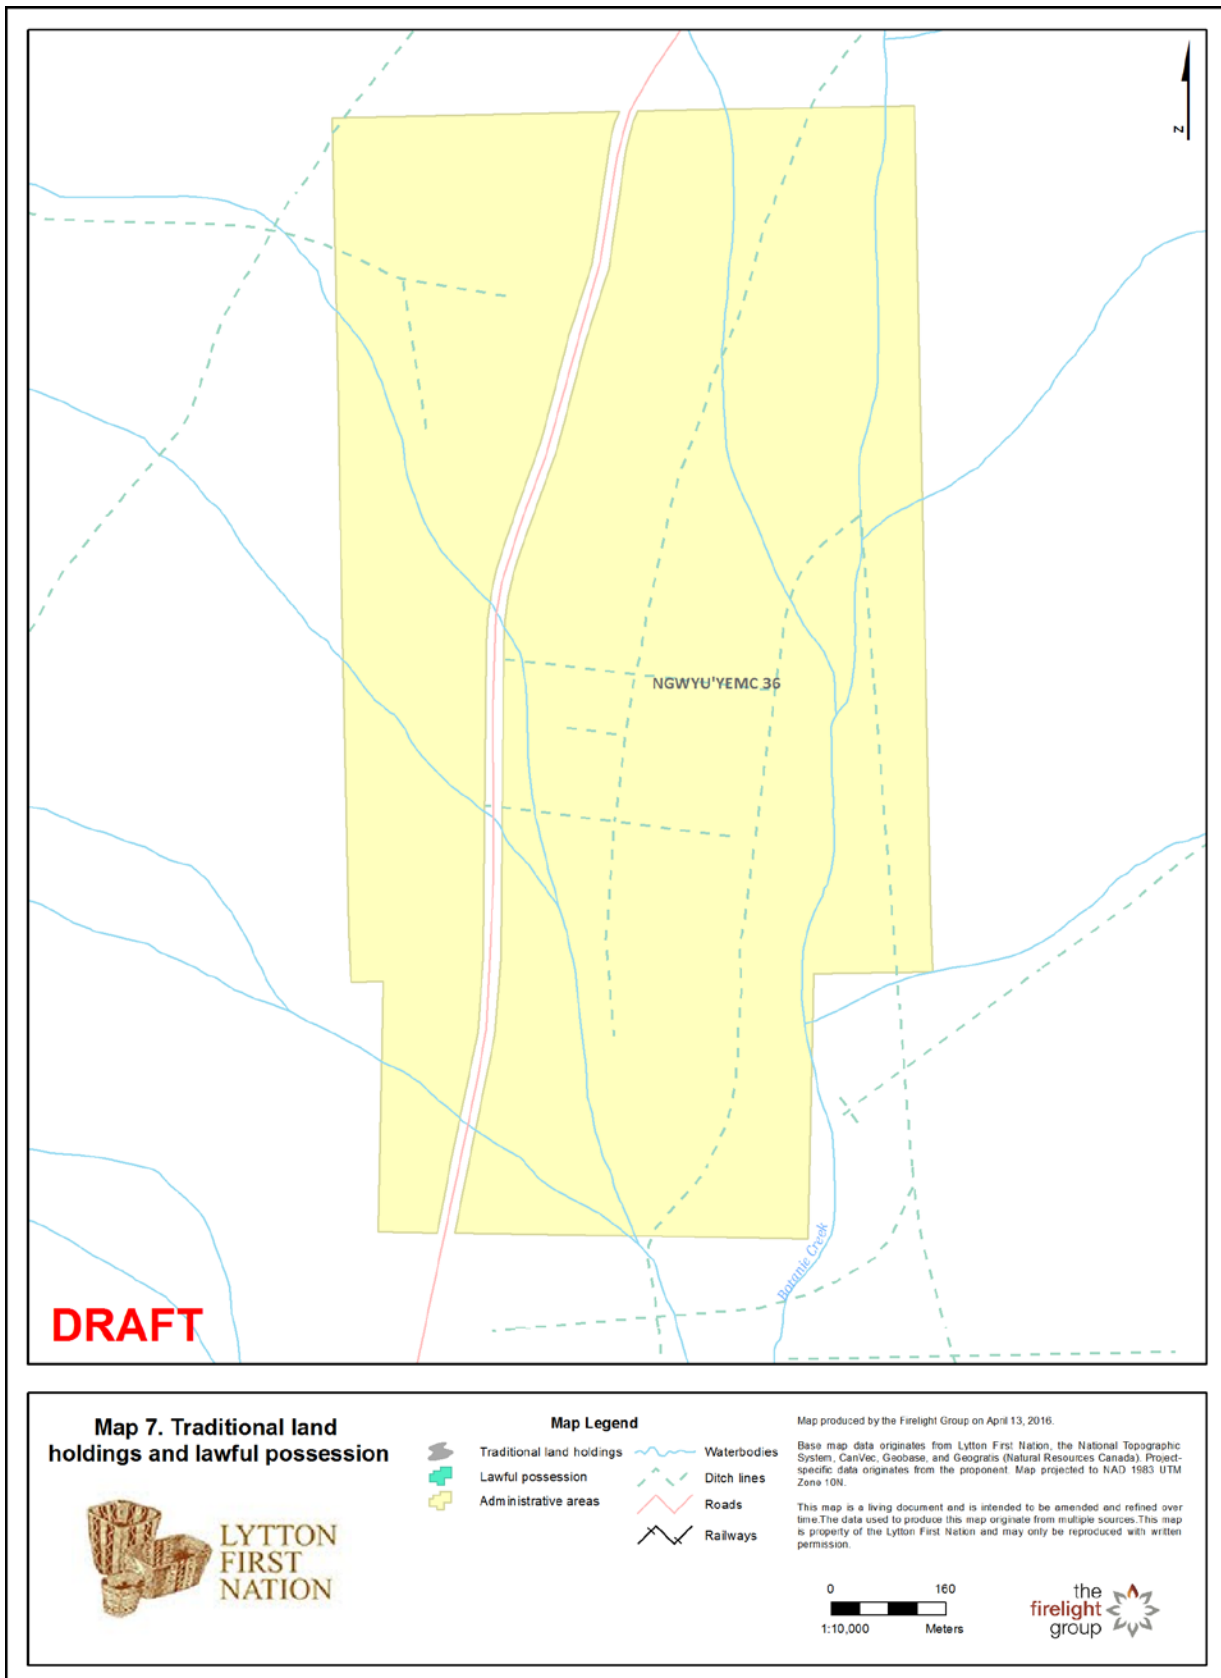 N
NGWYU'YEMC 36
Botanie Creek
DRAFT
Map 7. Traditional land
holdings and lawful possession
LYTTON
FIRST
NATION
Map Legend
Traditional land holdings
Lawful possession
Administrative areas
Waterbodies
Ditch lines
Roads
Railways
Map produced by the Firelight Group on April 13, 2016.
Base map data originates from Lytton First Nation, the National Topographic
System, CanVec, Geobase, and Geogratis (Natural Resources Canada). Project-
specific data originates from the proponent. Map projected to NAD 1983 UTM
Zone 10N.
This map is a living document and is intended to be amended and refined over
time.The data used to produce this map originate from multiple sources.This map
is property of the Lytton First Nation and may only be reproduced with written
permission.
0 160
1:10,000 Meters
the
firelight
group